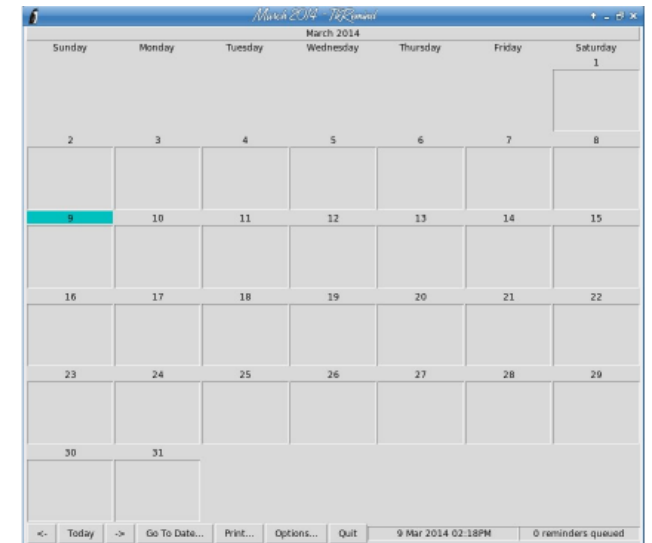 March 2014 - TkRemind
March 2014
Sunday Monday Tuesday Wednesday Thursday Friday Saturday
1
2 3 4 5 6 7 8
9 10 11 12 13 14 15
16 17 18 19 20 21 22
23 24 25 26 27 28 29
30 31
<- Today -> Go To Date... Print... Options... Quit 9 Mar 2014 02:18PM 0 reminders queued